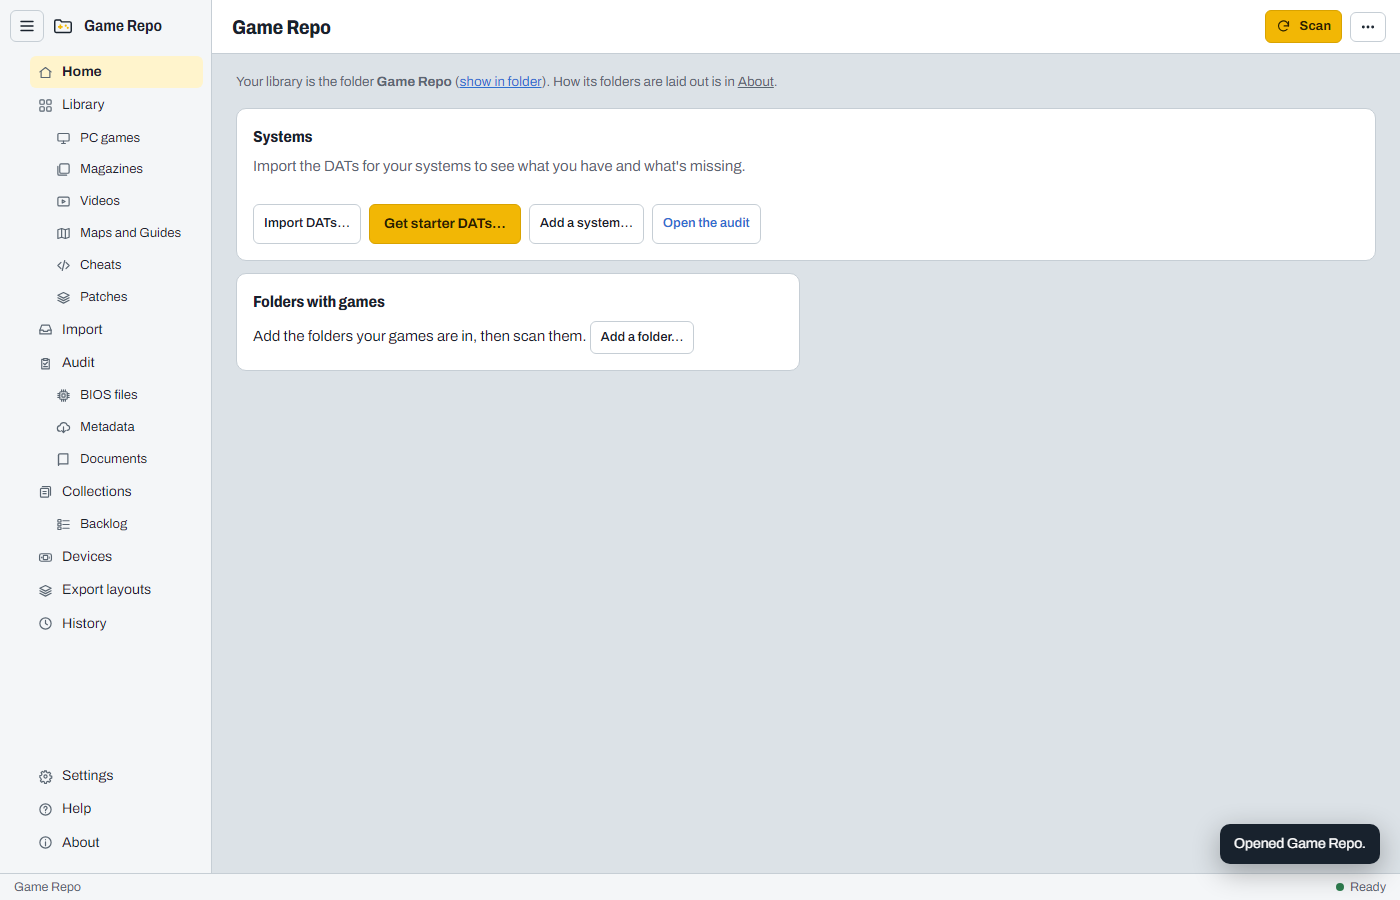 Game Repo
Home
Library
PC games
Magazines
Videos
Maps and Guides
Cheats
Patches
Import
Audit
BIOS files
Metadata
Documents
Collections
Backlog
Devices
Export layouts
History
Settings
Help
About
Game Repo
Scan
Your library is the folder Game Repo (show in folder). How its folders are laid out is in About.
Systems
Import the DATs for your systems to see what you have and what's missing.
Import DATs... Get starter DATs... Add a system... Open the audit
Folders with games
Add the folders your games are in, then scan them. Add a folder...
Opened Game Repo.
Game Repo
Ready